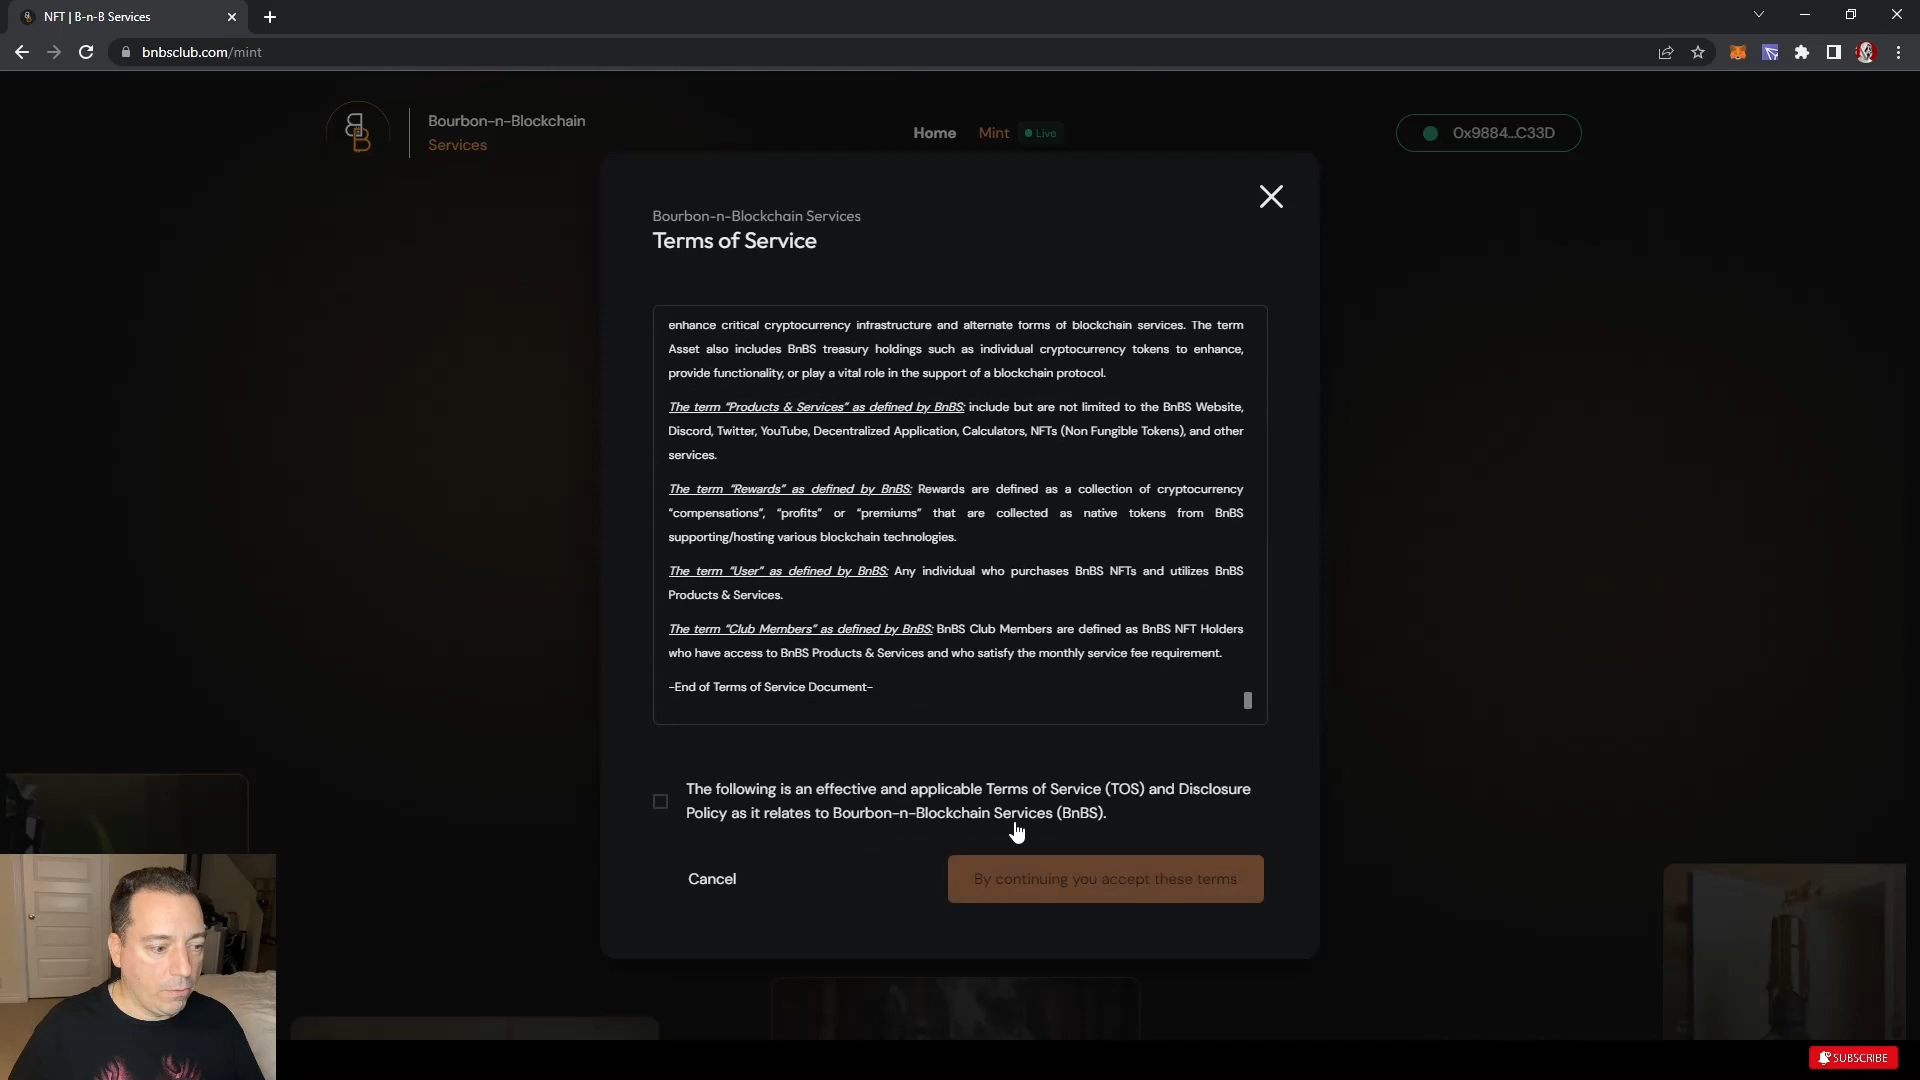 NFT | B-n-B Services
bnbsclub.com/mint
Bourbon-n-Blockchain
Services
Home Mint Live
0x9884...C33D
Bourbon-n-Blockchain Services
Terms of Service
enhance critical cryptocurrency infrastructure and alternate forms of blockchain services. The term
Asset also includes BnBS treasury holdings such as individual cryptocurrency tokens to enhance,
provide functionality, or play a vital role in the support of a blockchain protocol.
The term "Products & Services" as defined by BnBS: include but are not limited to the BnBS Website,
Discord, Twitter, YouTube, Decentralized Application, Calculators, NFTs (Non Fungible Tokens), and other
services.
The term "Rewards" as defined by BnBS: Rewards are defined as a collection of cryptocurrency
"compensations", "profits" or "premiums" that are collected as native tokens from BnBS
supporting/hosting various blockchain technologies.
The term "User" as defined by BnBS: Any individual who purchases BnBS NFTs and utilizes BnBS
Products & Services.
The term "Club Members" as defined by BnBS: BnBS Club Members are defined as BnBS NFT Holders
who have access to BnBS Products & Services and who satisfy the monthly service fee requirement.
-End of Terms of Service Document-
The following is an effective and applicable Terms of Service (TOS) and Disclosure
Policy as it relates to Bourbon-n-Blockchain Services (BnBS).
Cancel
By continuing you accept these terms
SUBSCRIBE